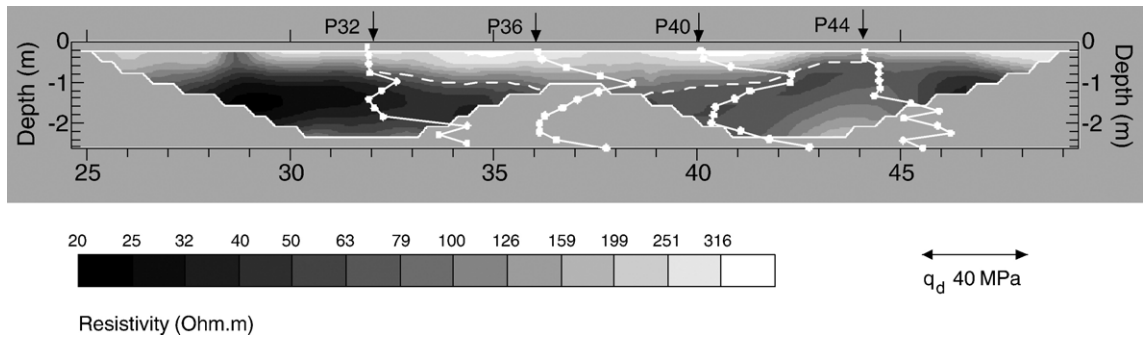 P32 P36 P40 P44
0 0
-1 -1
-2 -2
Depth (m) Depth (m)
25 30 35 40 45
20 25 32 40 50 63 79 100 126 159 199 251 316
qd 40 MPa
Resistivity (Ohm.m)